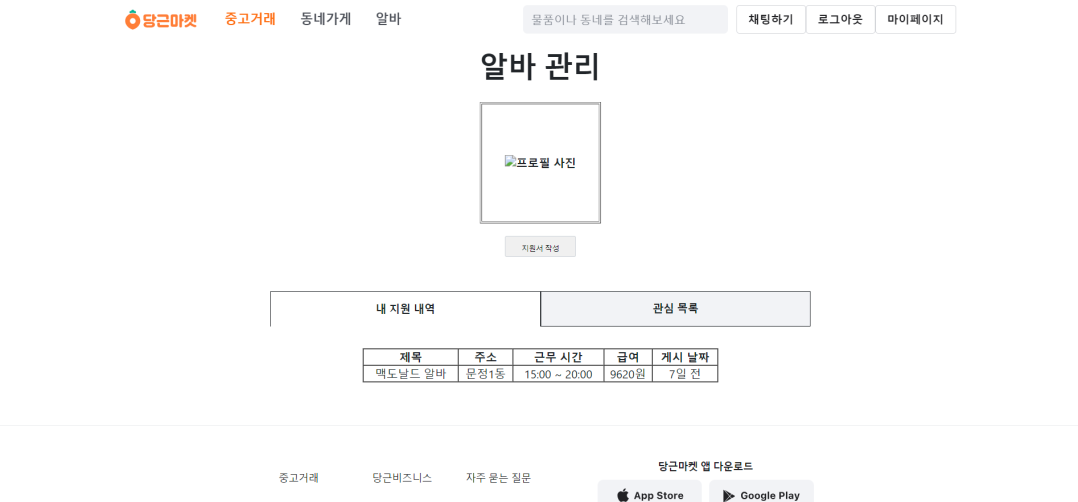 당근마켓 중고거래 동네가게 알바 물품이나 동네를 검색해보세요 채팅하기 로그아웃 마이페이지
알바 관리
프로필 사진
지원서 작성
내 지원 내역 관심 목록
제목 주소 근무 시간 급여 게시 날짜
맥도날드 알바 문정1동 15:00 ~ 20:00 9620원 7일 전
당근마켓 앱 다운로드
중고거래 당근비즈니스 자주 묻는 질문
App Store Google Play